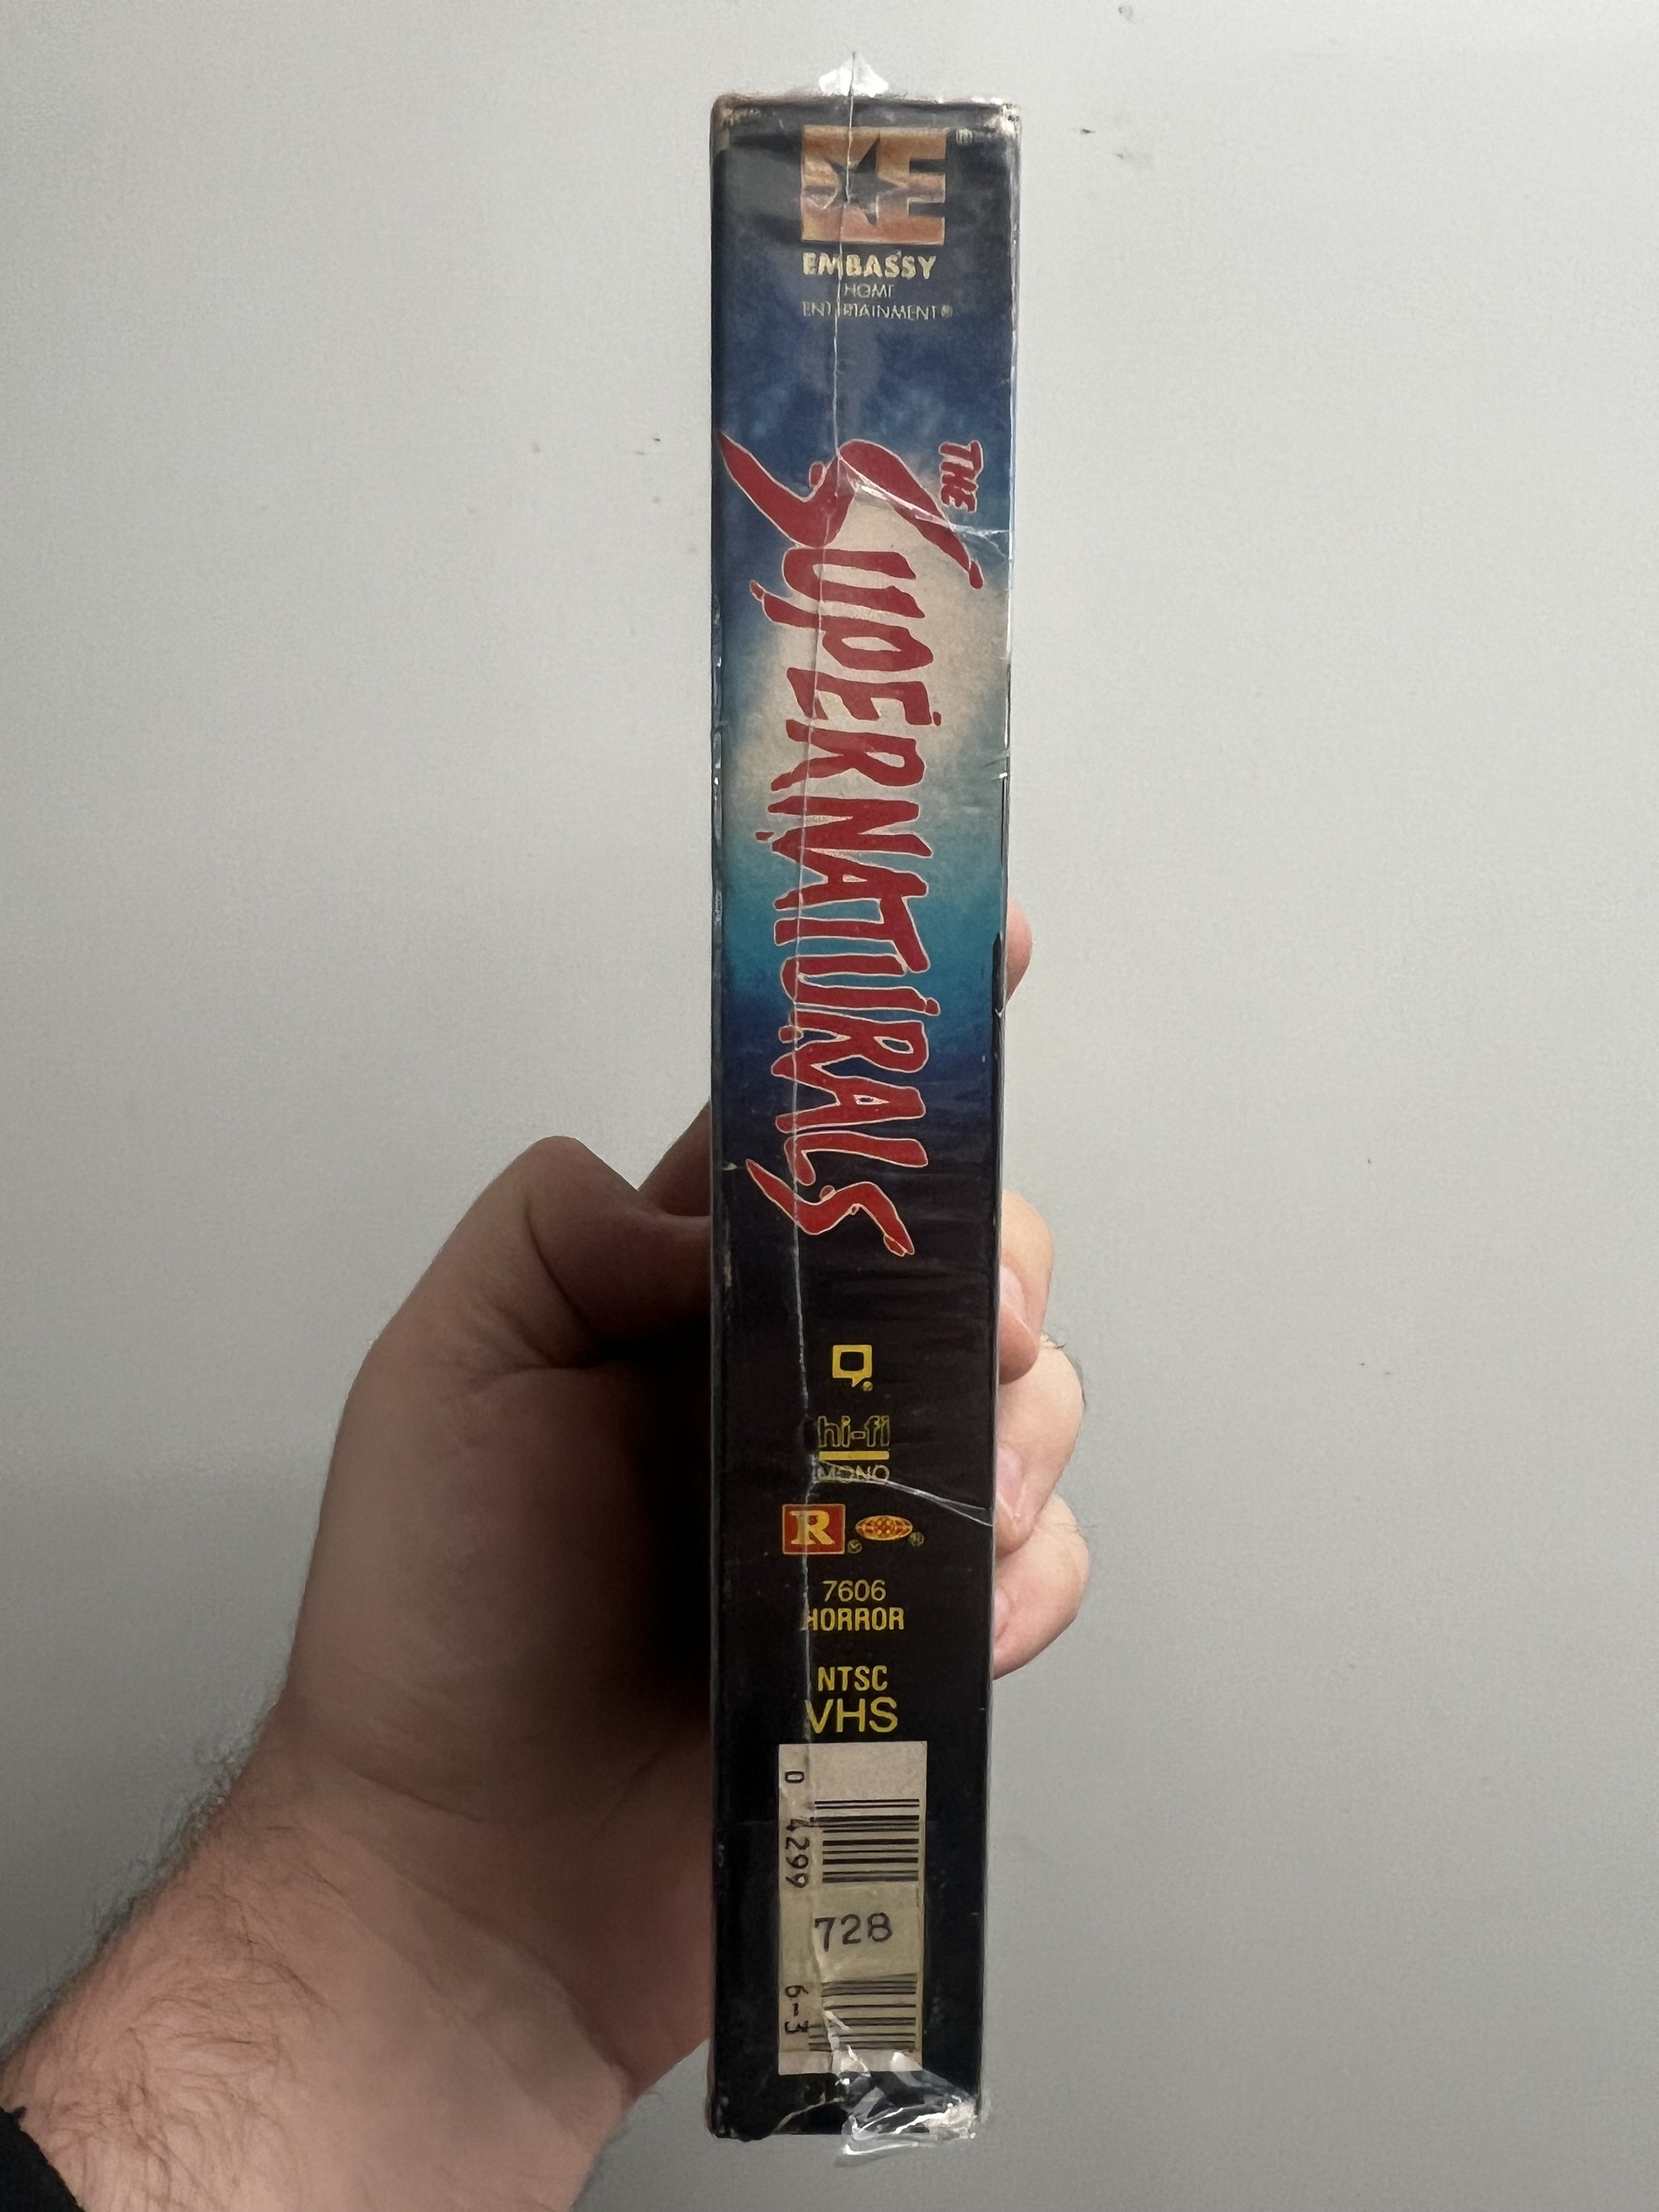 EMBASSY
HOME
ENTERTAINMENT®
THE
SUPERNATURALS
hi-fi
MONO
R
7606
HORROR
NTSC
VHS
0 4299
728
6-3